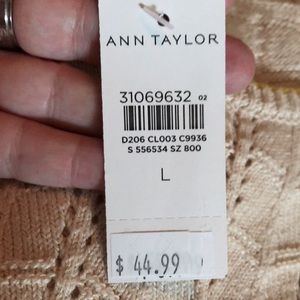 ANN TAYLOR
31069632 02
D206 CL003 C9936
S 556534 SZ 800
L
$ 44.99